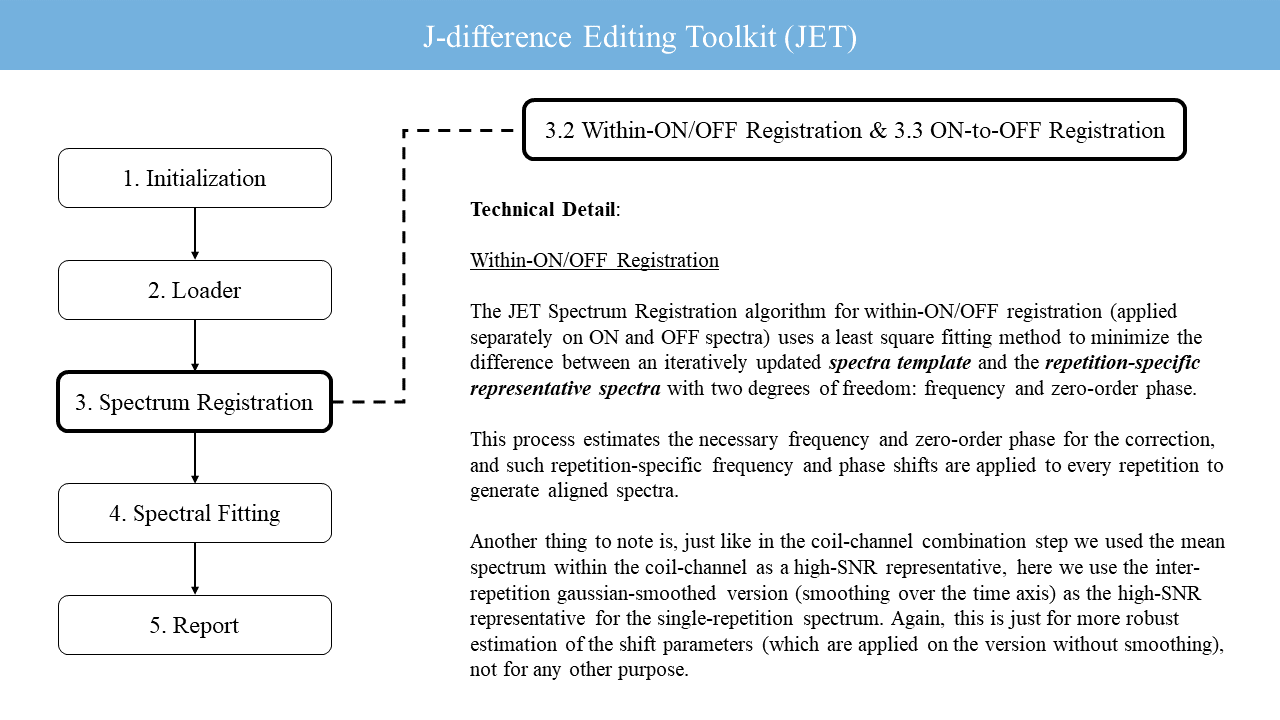 J-difference Editing Toolkit (JET)
1. Initialization
2. Loader
3. Spectrum Registration
4. Spectral Fitting
5. Report
3.2 Within-ON/OFF Registration & 3.3 ON-to-OFF Registration
Technical Detail:
Within-ON/OFF Registration
The JET Spectrum Registration algorithm for within-ON/OFF registration (applied
separately on ON and OFF spectra) uses a least square fitting method to minimize the
difference between an iteratively updated spectra template and the repetition-specific
representative spectra with two degrees of freedom: frequency and zero-order phase.
This process estimates the necessary frequency and zero-order phase for the correction,
and such repetition-specific frequency and phase shifts are applied to every repetition to
generate aligned spectra.
Another thing to note is, just like in the coil-channel combination step we used the mean
spectrum within the coil-channel as a high-SNR representative, here we use the inter-
repetition gaussian-smoothed version (smoothing over the time axis) as the high-SNR
representative for the single-repetition spectrum. Again, this is just for more robust
estimation of the shift parameters (which are applied on the version without smoothing),
not for any other purpose.